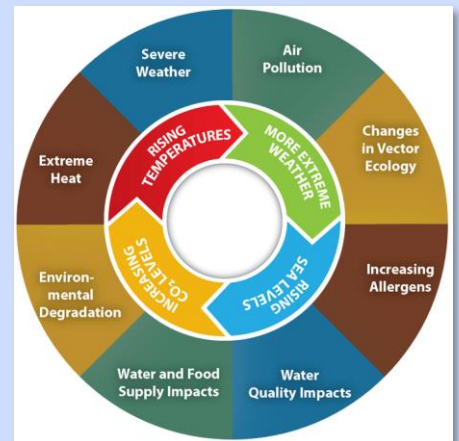 Severe
Weather
Air
Pollution
Changes
in Vector
Ecology
Increasing
Allergens
Water
Quality Impacts
Water and Food
Supply Impacts
Environ-
mental
Degradation
Extreme
Heat
RISING
TEMPERATURES
MORE EXTREME
WEATHER
RISING
SEA LEVELS
INCREASING
CO₂ LEVELS